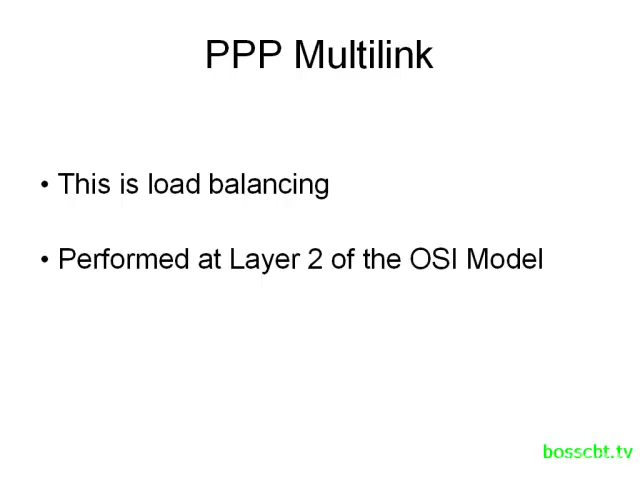 PPP Multilink
• This is load balancing
• Performed at Layer 2 of the OSI Model
bosscbt.tv